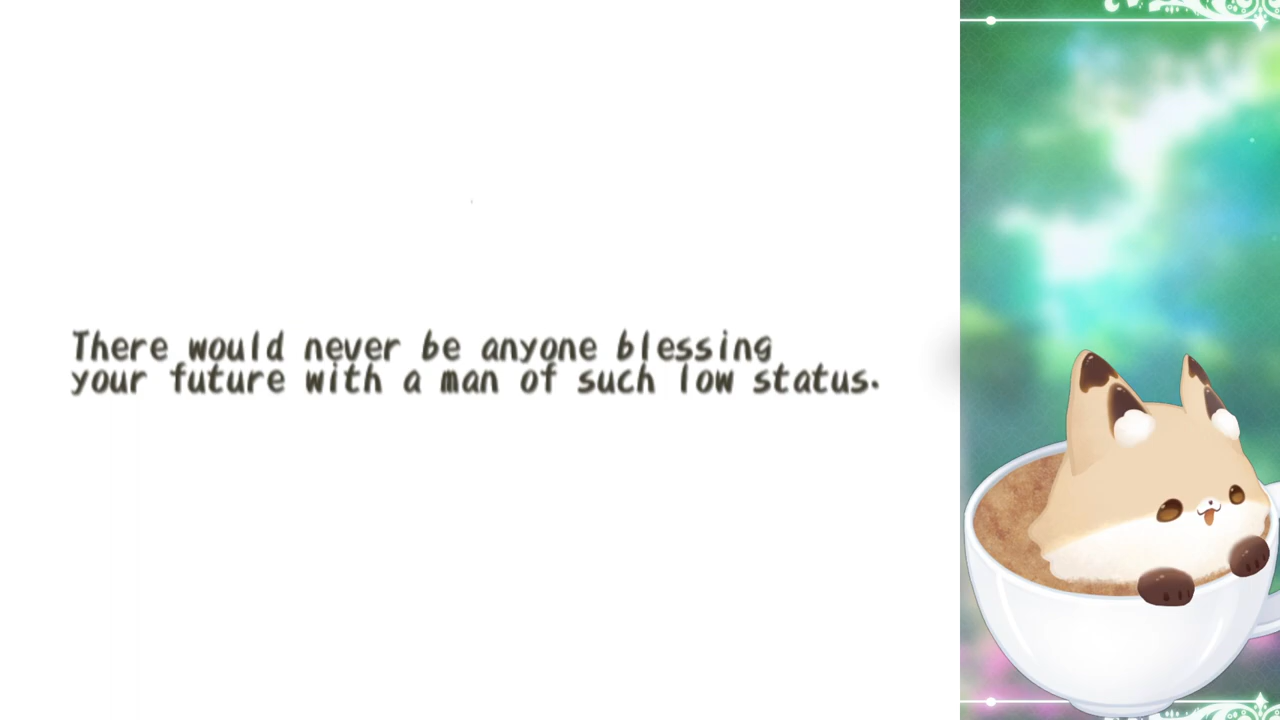 There would never be anyone blessing
your future with a man of such low status.